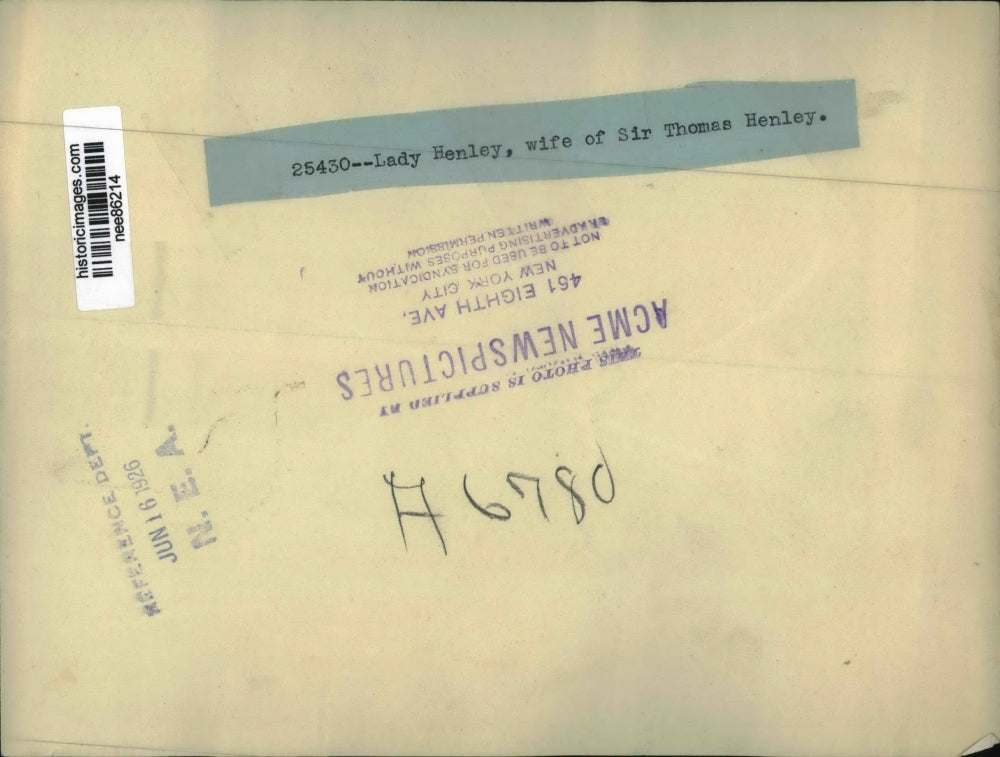 historicimages.com
nee86214
25430--Lady Henley, wife of Sir Thomas Henley.
THIS PHOTO IS SUPPLIED BY
ACME NEWSPICTURES
461 EIGHTH AVE.
NEW YORK CITY
NOT TO BE USED FOR SYNDICATION
OR ADVERTISING PURPOSES WITHOUT
WRITTEN PERMISSION
REFERENCE DEPT.
JUN 16 1926
N. E. A.
H 6780